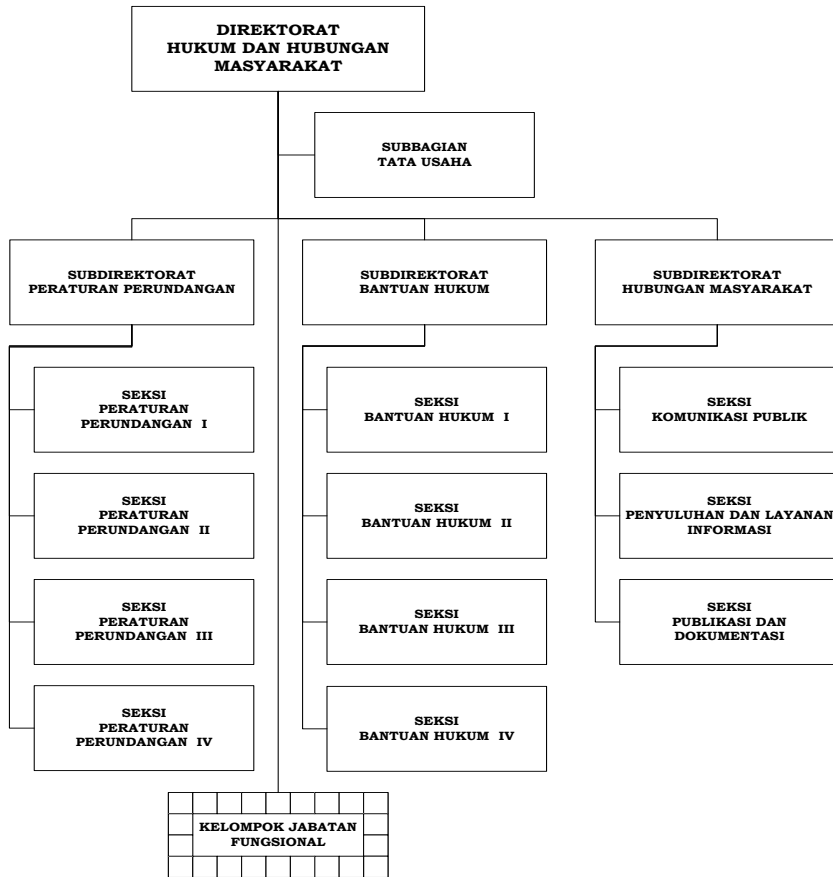 DIREKTORAT
HUKUM DAN HUBUNGAN
MASYARAKAT
SUBBAGIAN
TATA USAHA
SUBDIREKTORAT
PERATURAN PERUNDANGAN
SUBDIREKTORAT
BANTUAN HUKUM
SUBDIREKTORAT
HUBUNGAN MASYARAKAT
SEKSI
PERATURAN
PERUNDANGAN I
SEKSI
BANTUAN HUKUM I
SEKSI
KOMUNIKASI PUBLIK
SEKSI
PERATURAN
PERUNDANGAN II
SEKSI
BANTUAN HUKUM II
SEKSI
PENYULUHAN DAN LAYANAN
INFORMASI
SEKSI
PERATURAN
PERUNDANGAN III
SEKSI
BANTUAN HUKUM III
SEKSI
PUBLIKASI DAN
DOKUMENTASI
SEKSI
PERATURAN
PERUNDANGAN IV
SEKSI
BANTUAN HUKUM IV
KELOMPOK JABATAN
FUNGSIONAL